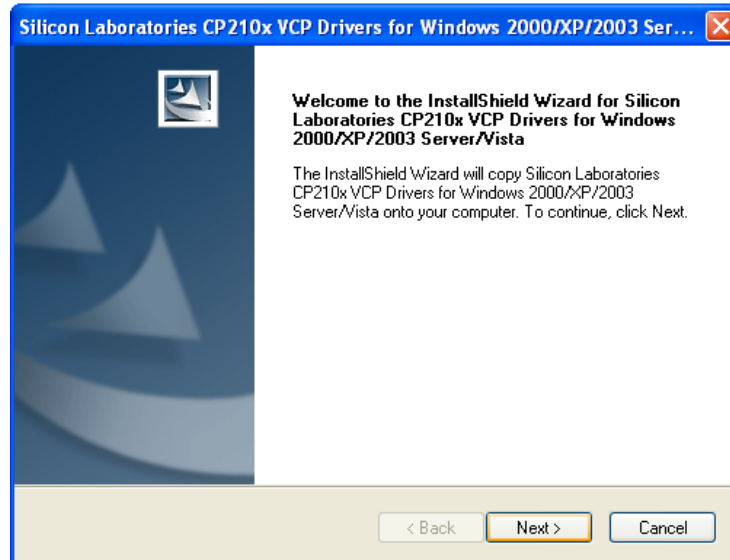 Silicon Laboratories CP210x VCP Drivers for Windows 2000/XP/2003 Ser...
Welcome to the InstallShield Wizard for Silicon
Laboratories CP210x VCP Drivers for Windows
2000/XP/2003 Server/Vista
The InstallShield Wizard will copy Silicon Laboratories
CP210x VCP Drivers for Windows 2000/XP/2003
Server/Vista onto your computer. To continue, click Next.
< Back Next > Cancel